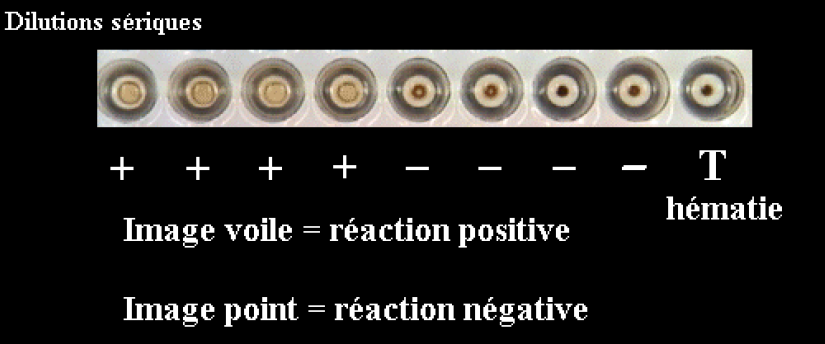 Dilutions sériques
+ + + + – – – – T
hématie
Image voile = réaction positive
Image point = réaction négative